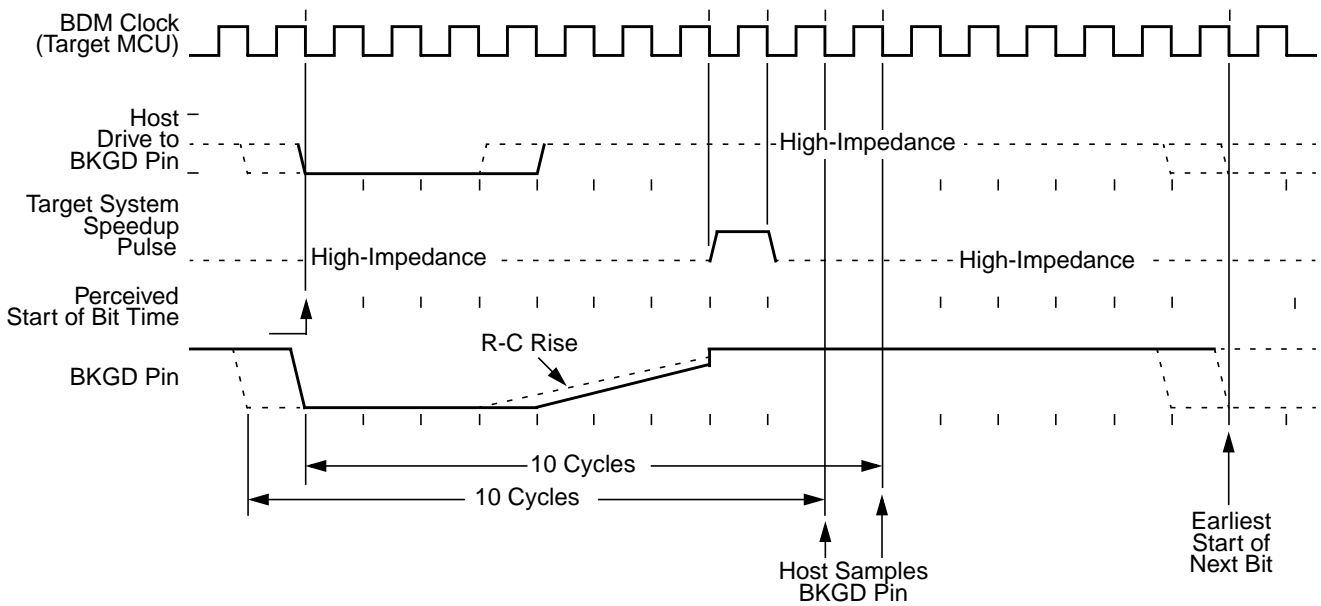 BDM Clock
(Target MCU)
Host
Drive to
BKGD Pin
High-Impedance
Target System
Speedup
Pulse
High-Impedance
High-Impedance
Perceived
Start of Bit Time
R-C Rise
BKGD Pin
10 Cycles
10 Cycles
Host Samples
BKGD Pin
Earliest
Start of
Next Bit